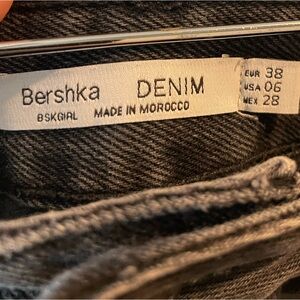 Bershka DENIM
BSKGIRL MADE IN MOROCCO
EUR 38
USA 06
MEX 28